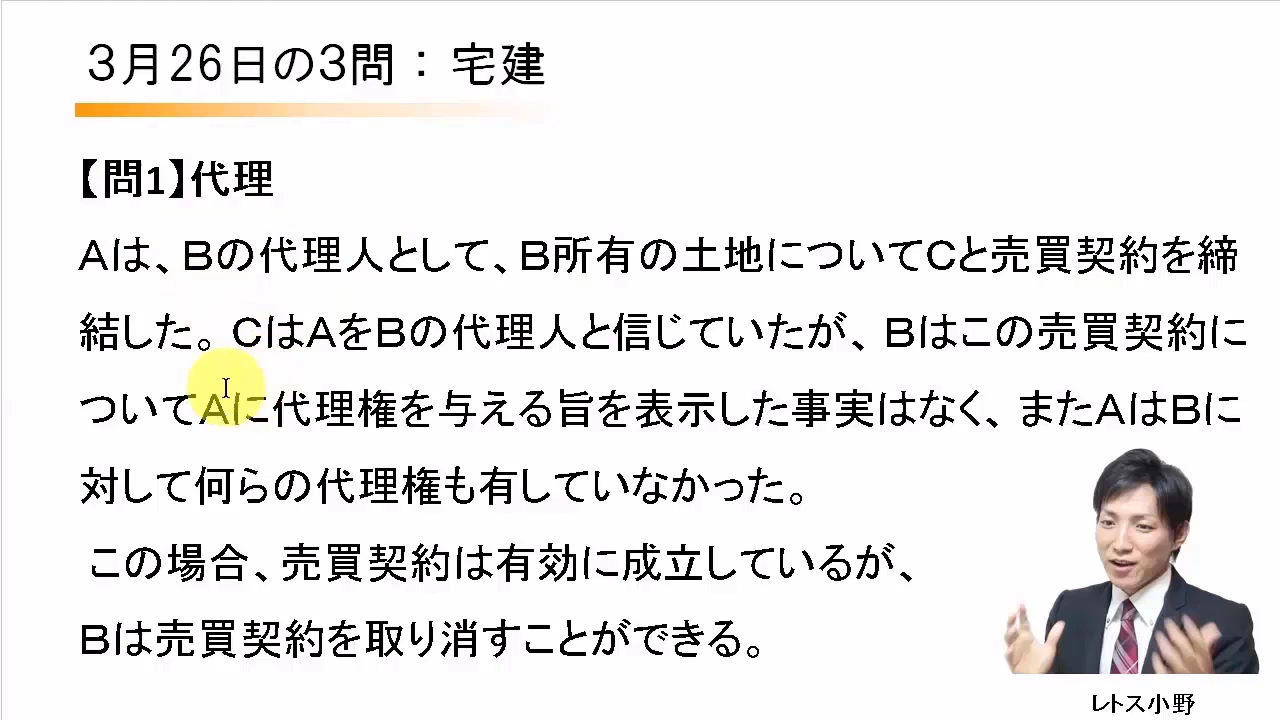 3月26日の3問：宅建
【問1】代理
Aは、Bの代理人として、B所有の土地についてCと売買契約を締
結した。CはAをBの代理人と信じていたが、Bはこの売買契約に
ついてAに代理権を与える旨を表示した事実はなく、またAはBに
対して何らの代理権も有していなかった。
この場合、売買契約は有効に成立しているが、
Bは売買契約を取り消すことができる。
レトス小野